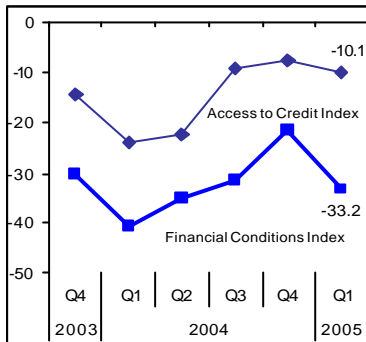 0
-10
-20
-30
-40
-50
-10.1
Access to Credit Index
-33.2
Financial Conditions Index
Q4 Q1 Q2 Q3 Q4 Q1
2003 2004 2005